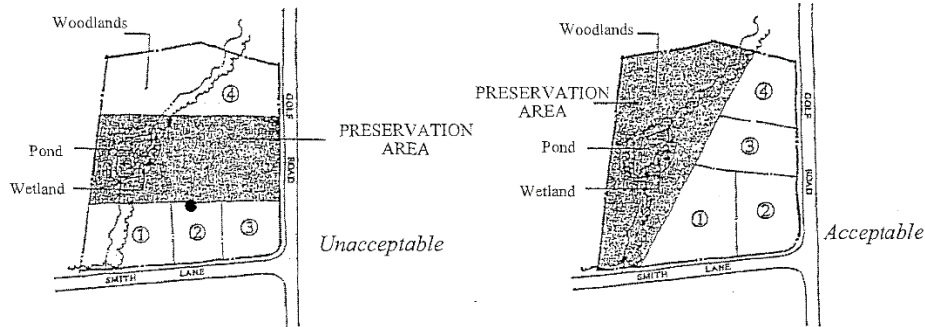 Woodlands
④
GOLF
ROAD
PRESERVATION
AREA
Pond
Wetland
①
②
③
Unacceptable
SMITH LANE
Woodlands
PRESERVATION
AREA
Pond
Wetland
④
③
①
②
GOLF
ROAD
Acceptable
SMITH LANE